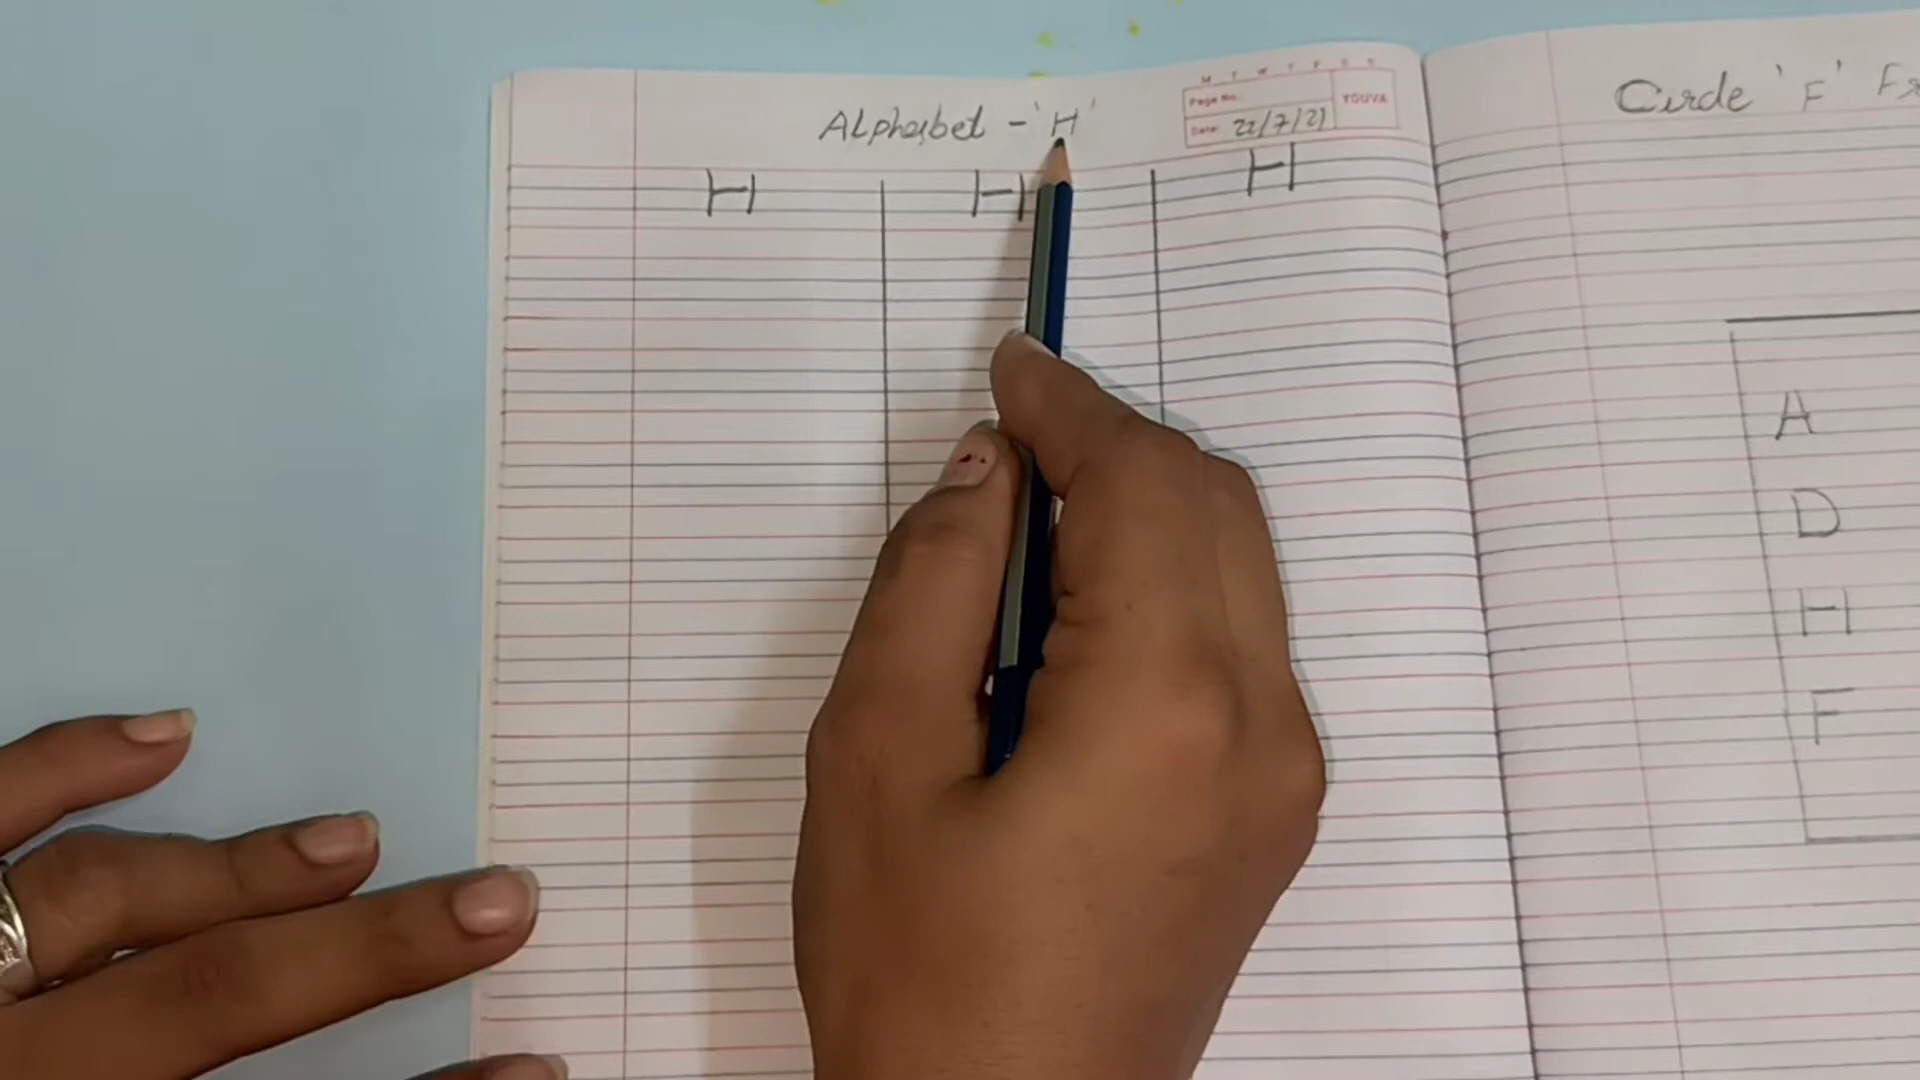 M T W T F S S
Page No.:
YOUVA
Alphabet - 'H'
Date: 22/7/21
H H H
Circle 'F'
A
D
H
F